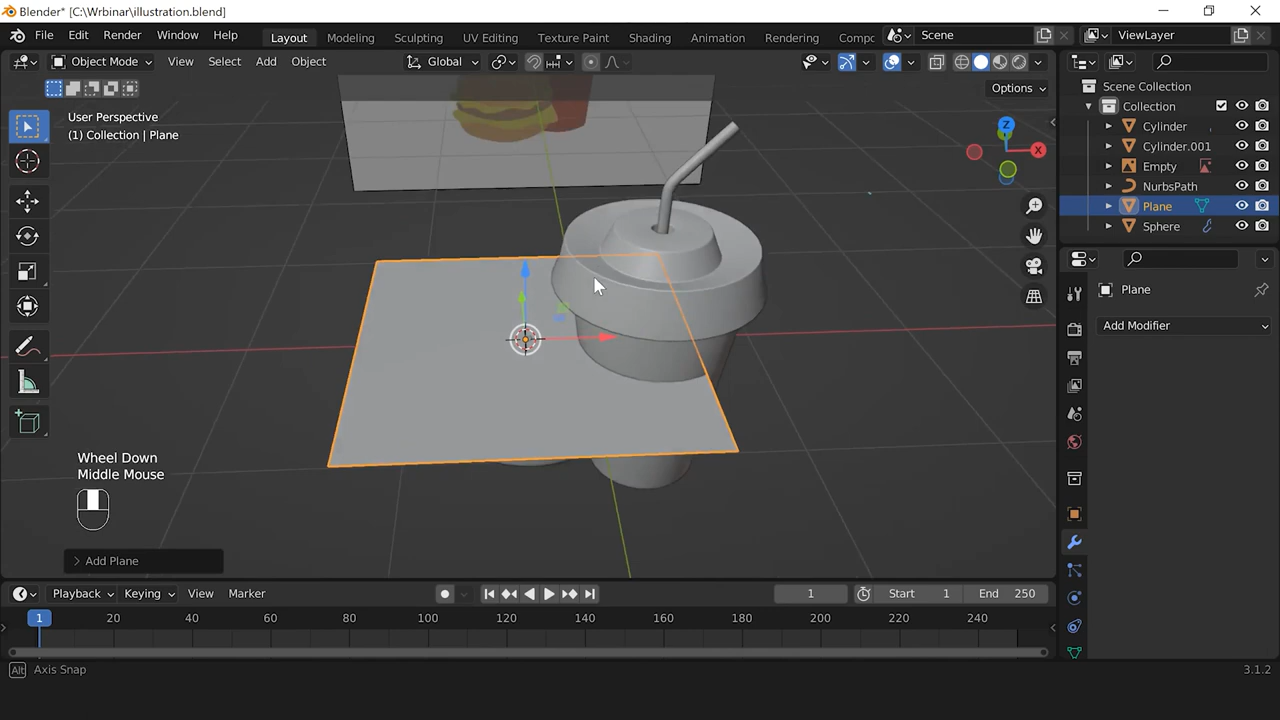 Blender* [C:\Wrbinar\illustration.blend]
File Edit Render Window Help Layout Modeling Sculpting UV Editing Texture Paint Shading Animation Rendering Compc Scene ViewLayer
Object Mode View Select Add Object Global
Options
User Perspective
(1) Collection | Plane
Z
X
Scene Collection
Collection
Cylinder
Cylinder.001
Empty
NurbsPath
Plane
Sphere
Plane
Add Modifier
Wheel Down
Middle Mouse
Add Plane
Playback Keying View Marker 1 Start 1 End 250
1 20 40 60 80 100 120 140 160 180 200 220 240
Alt Axis Snap 3.1.2